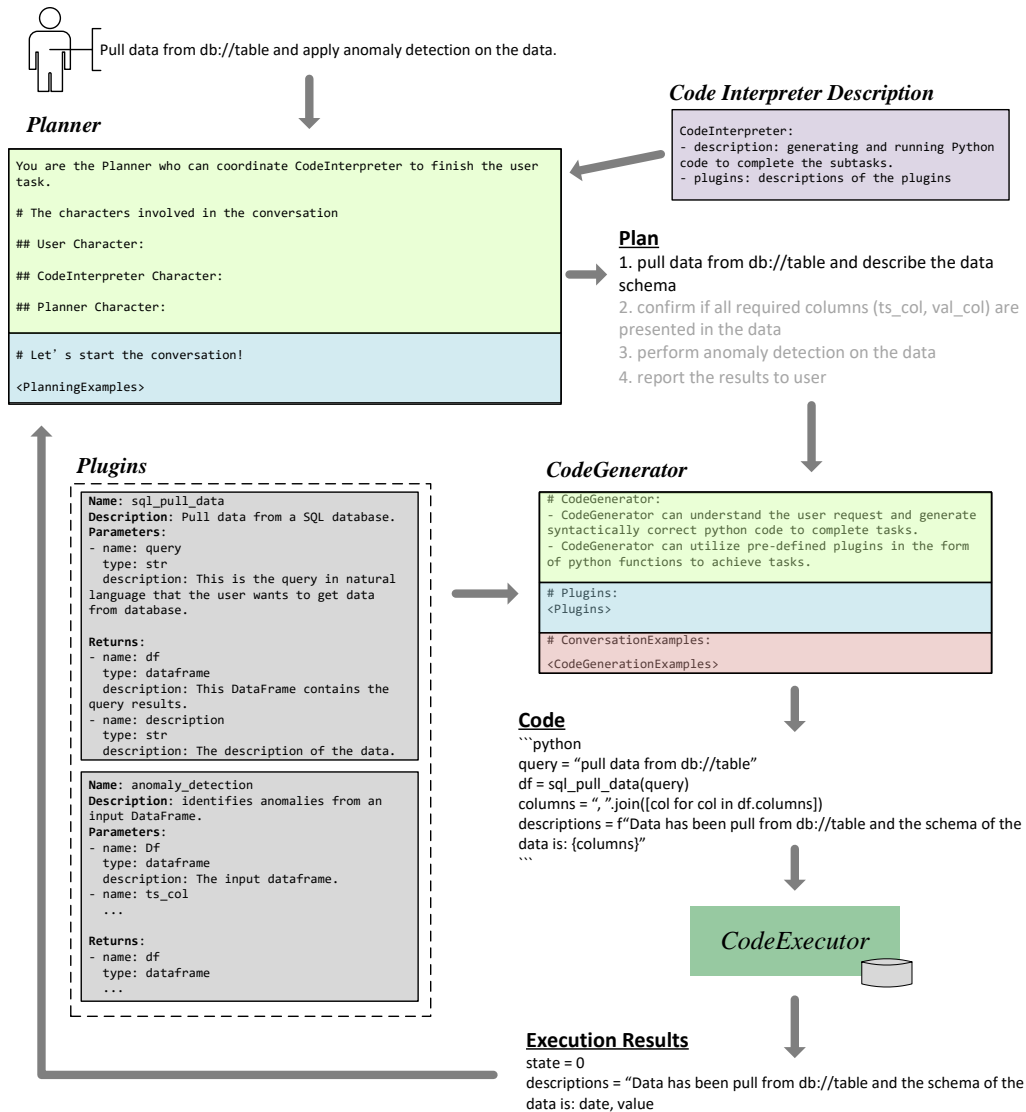 Pull data from db://table and apply anomaly detection on the data.
Code Interpreter Description
CodeInterpreter:
- description: generating and running Python
code to complete the subtasks.
- plugins: descriptions of the plugins
Planner
You are the Planner who can coordinate CodeInterpreter to finish the user
task.
# The characters involved in the conversation
## User Character:
## CodeInterpreter Character:
## Planner Character:
# Let’s start the conversation!
<PlanningExamples>
Plan
1. pull data from db://table and describe the data
schema
2. confirm if all required columns (ts_col, val_col) are
presented in the data
3. perform anomaly detection on the data
4. report the results to user
Plugins
Name: sql_pull_data
Description: Pull data from a SQL database.
Parameters:
- name: query
type: str
description: This is the query in natural
language that the user wants to get data
from database.
Returns:
- name: df
type: dataframe
description: This DataFrame contains the
query results.
- name: description
type: str
description: The description of the data.
Name: anomaly_detection
Description: identifies anomalies from an
input DataFrame.
Parameters:
- name: Df
type: dataframe
description: The input dataframe.
- name: ts_col
...
Returns:
- name: df
type: dataframe
...
CodeGenerator
# CodeGenerator:
- CodeGenerator can understand the user request and generate
syntactically correct python code to complete tasks.
- CodeGenerator can utilize pre-defined plugins in the form
of python functions to achieve tasks.
# Plugins:
<Plugins>
# ConversationExamples:
<CodeGenerationExamples>
Code
```python
query = “pull data from db://table”
df = sql_pull_data(query)
columns = “, ”.join([col for col in df.columns])
descriptions = f“Data has been pull from db://table and the schema of the
data is: {columns}”
```
CodeExecutor
Execution Results
state = 0
descriptions = “Data has been pull from db://table and the schema of the
data is: date, value